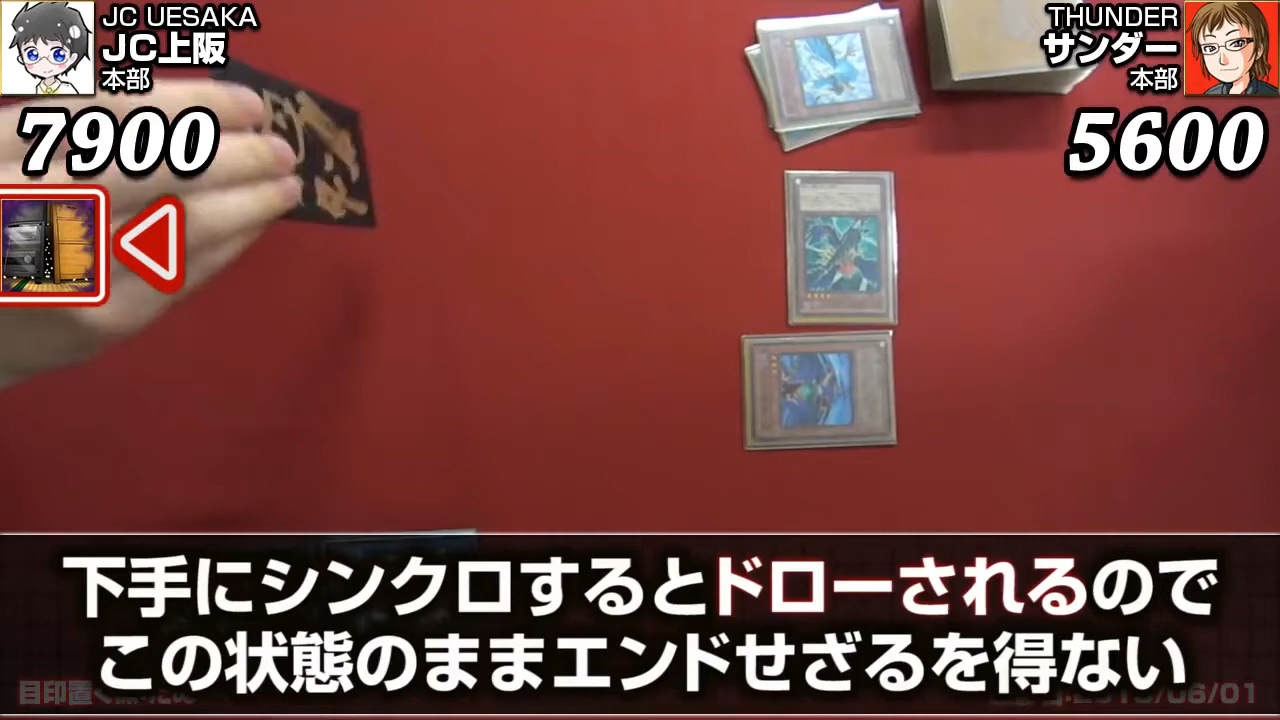 JC UESAKA
JC上阪
本部
7900
THUNDER
サンダー
本部
5600
下手にシンクロするとドローされるので
この状態のままエンドせざるを得ない